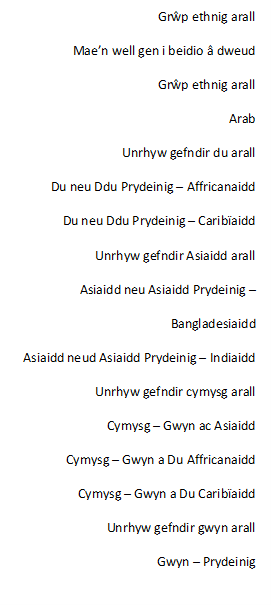 Grŵp ethnig arall
Mae’n well gen i beidio â dweud
Grŵp ethnig arall
Arab
Unrhyw gefndir du arall
Du neu Ddu Prydeinig – Affricanaidd
Du neu Ddu Prydeinig – Caribïaidd
Unrhyw gefndir Asiaidd arall
Asiaidd neu Asiaidd Prydeinig –
Bangladesiaidd
Asiaidd neud Asiaidd Prydeinig – Indiaidd
Unrhyw gefndir cymysg arall
Cymysg – Gwyn ac Asiaidd
Cymysg – Gwyn a Du Affricanaidd
Cymysg – Gwyn a Du Caribïaidd
Unrhyw gefndir gwyn arall
Gwyn – Prydeinig